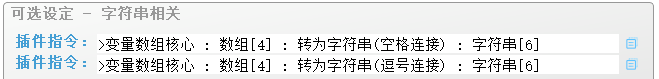 可选设定 - 字符串相关
插件指令: >变量数组核心 : 数组[4] : 转为字符串(空格连接) : 字符串[6]
插件指令: >变量数组核心 : 数组[4] : 转为字符串(逗号连接) : 字符串[6]